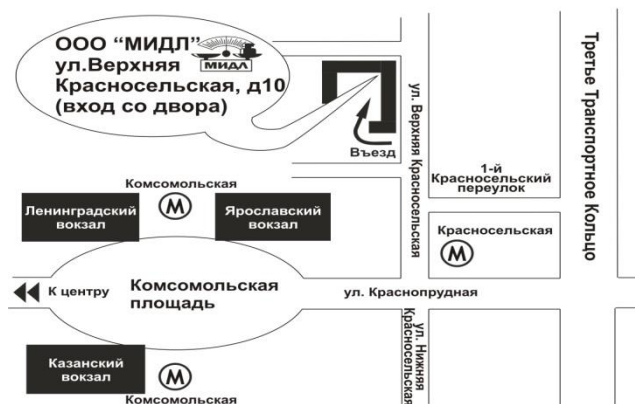 ООО “МИДЛ”
ул.Верхняя
Красносельская, д10
(вход со двора)
МИДЛ
Въезд
ул. Верхняя Красносельская
Третье Транспортное Кольцо
1-й
Красносельский
переулок
Комсомольская
М
Ленинградский
вокзал
Ярославский
вокзал
Красносельская
М
К центру
Комсомольская
площадь
ул. Краснопрудная
ул. Нижняя
Красносельская
Казанский
вокзал
М
Комсомольская